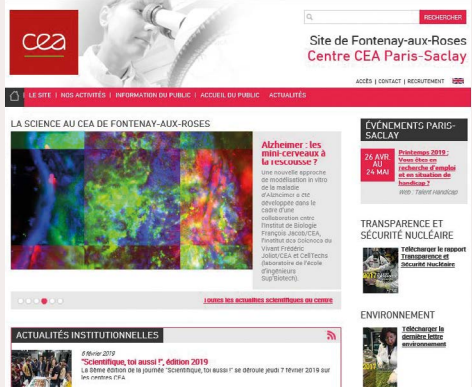 cea
RECHERCHER
Site de Fontenay-aux-Roses
Centre CEA Paris-Saclay
ACCÈS | CONTACT | RECRUTEMENT
LE SITE | NOS ACTIVITÉS | INFORMATION DU PUBLIC | ACCUEIL DU PUBLIC ACTUALITÉS
LA SCIENCE AU CEA DE FONTENAY-AUX-ROSES
Alzheimer : les
mini-cerveaux à
la rescousse ?
Une nouvelle approche
de modélisation in vitro
de la maladie
d'Alzheimer a été
développée dans le
cadre d'une
collaboration entre
l'Institut de Biologie
François Jacob/CEA,
l'Institut des Sciences du
Vivant Frédéric
Joliot/CEA et CellTechs
(laboratoire de l'école
d'ingénieurs
Sup'Biotech).
Toutes les actualités scientifiques du centre
ACTUALITÉS INSTITUTIONNELLES
6 février 2019
"Scientifique, toi aussi !", édition 2019
La 8ème édition de la journée "Scientifique, toi aussi !" se déroule jeudi 7 février 2019 sur
les centres CEA
ÉVÉNEMENTS PARIS-
SACLAY
26 AVR.
AU
24 MAI
Printemps 2019 :
Vous êtes en
recherche d'emploi
et en situation de
handicap ?
Web : Talent Handicap
TRANSPARENCE ET
SÉCURITÉ NUCLÉAIRE
2017
Télécharger le rapport
Transparence et
Sécurité Nucléaire
ENVIRONNEMENT
2017
Télécharger la
dernière lettre
environnement